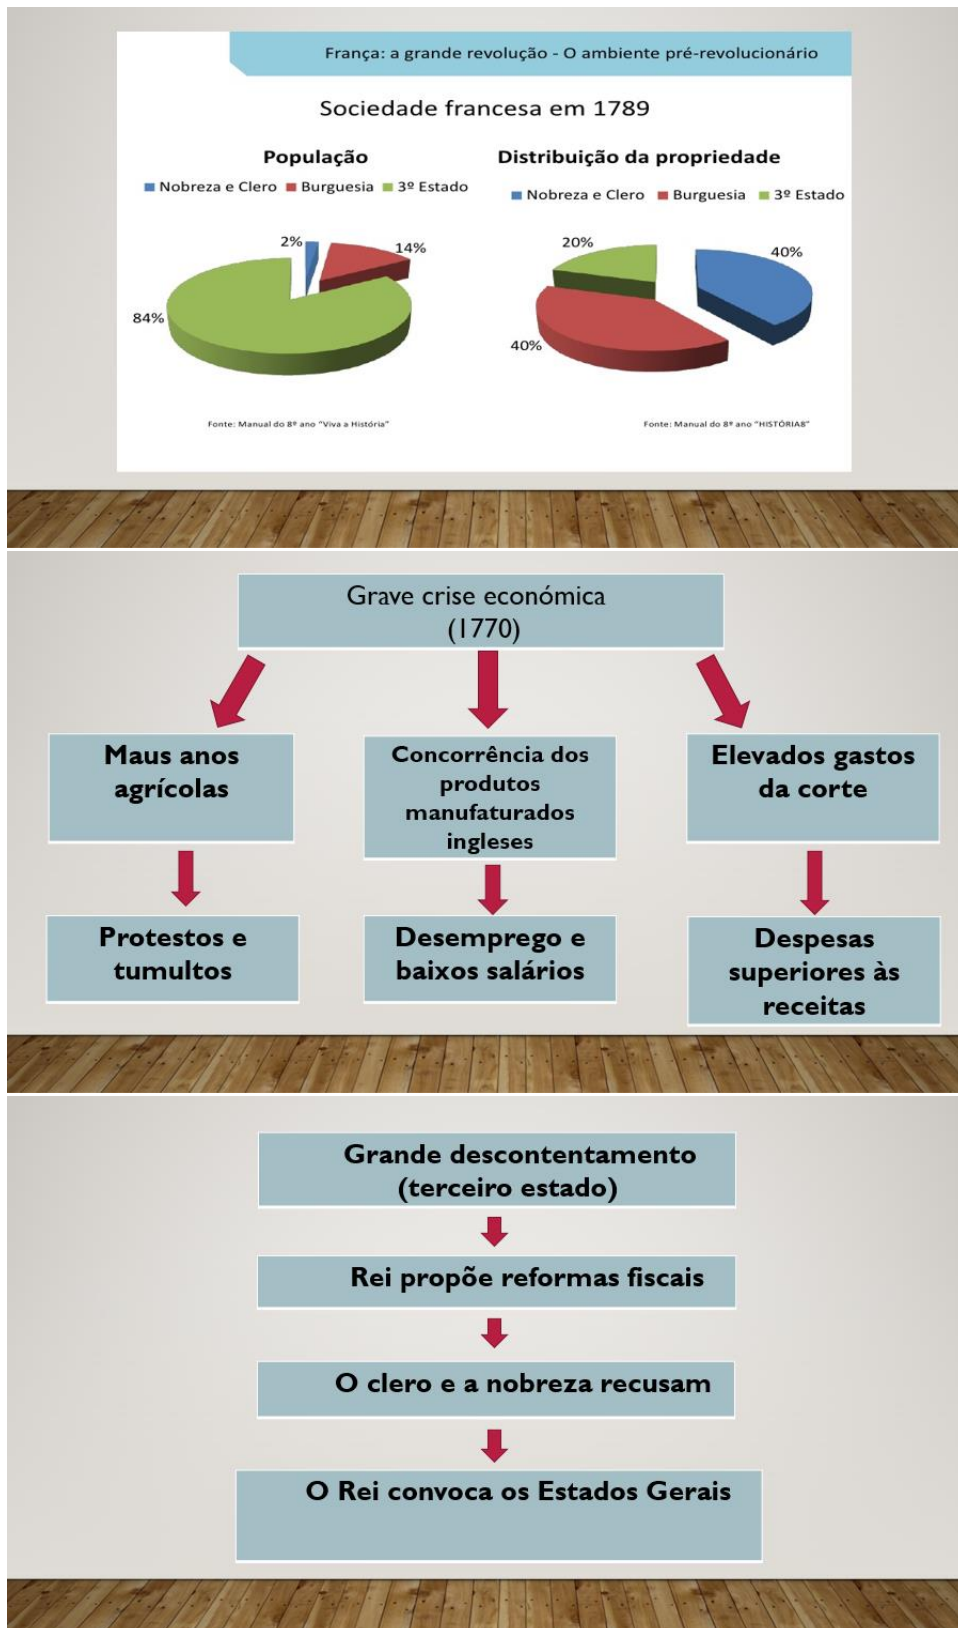 França: a grande revolução - O ambiente pré-revolucionário
Sociedade francesa em 1789
População
Nobreza e Clero Burguesia 3º Estado
2%
14%
84%
Fonte: Manual do 8º ano "Viva a História"
Distribuição da propriedade
Nobreza e Clero Burguesia 3º Estado
20%
40%
40%
Fonte: Manual do 8º ano "HISTÓRIA8"
Grave crise económica
(1770)
Maus anos
agrícolas
Concorrência dos
produtos
manufaturados
ingleses
Elevados gastos
da corte
Protestos e
tumultos
Desemprego e
baixos salários
Despesas
superiores às
receitas
Grande descontentamento
(terceiro estado)
Rei propõe reformas fiscais
O clero e a nobreza recusam
O Rei convoca os Estados Gerais